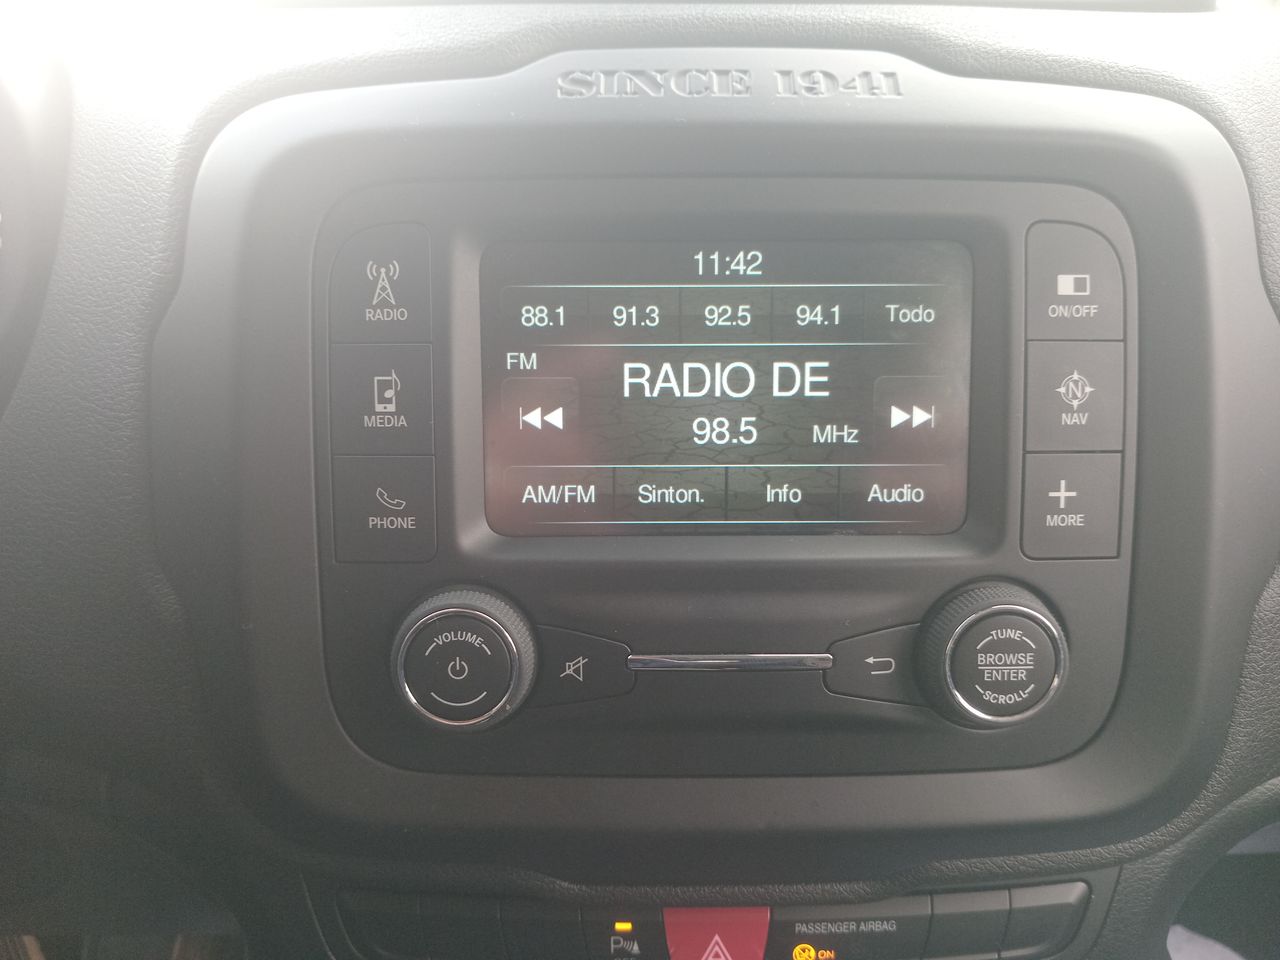 SINCE 1941
RADIO
MEDIA
PHONE
11:42
88.1 91.3 92.5 94.1 Todo
FM
RADIO DE
98.5 MHz
AM/FM Sinton. Info Audio
ON/OFF
N
NAV
MORE
VOLUME
TUNE
BROWSE
ENTER
SCROLL
P
PASSENGER AIRBAG
ON